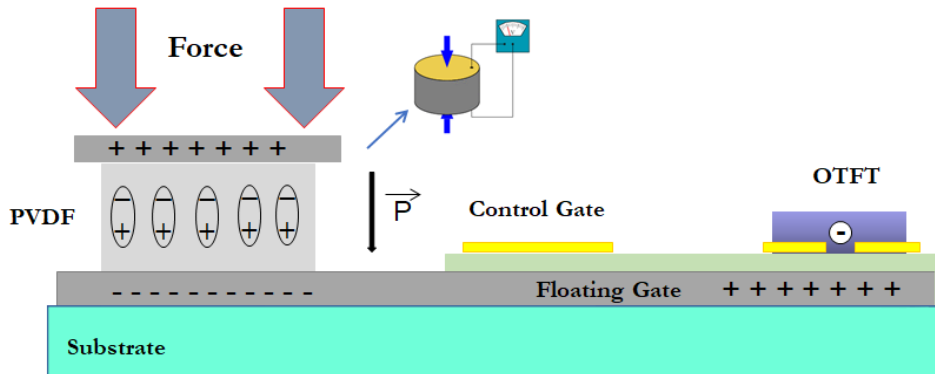 Force
V
+ + + + + + +
P
OTFT
PVDF
− − − − −
+ + + + +
Control Gate
-
- - - - - - - - - - -
Floating Gate
+ + + + + + +
Substrate